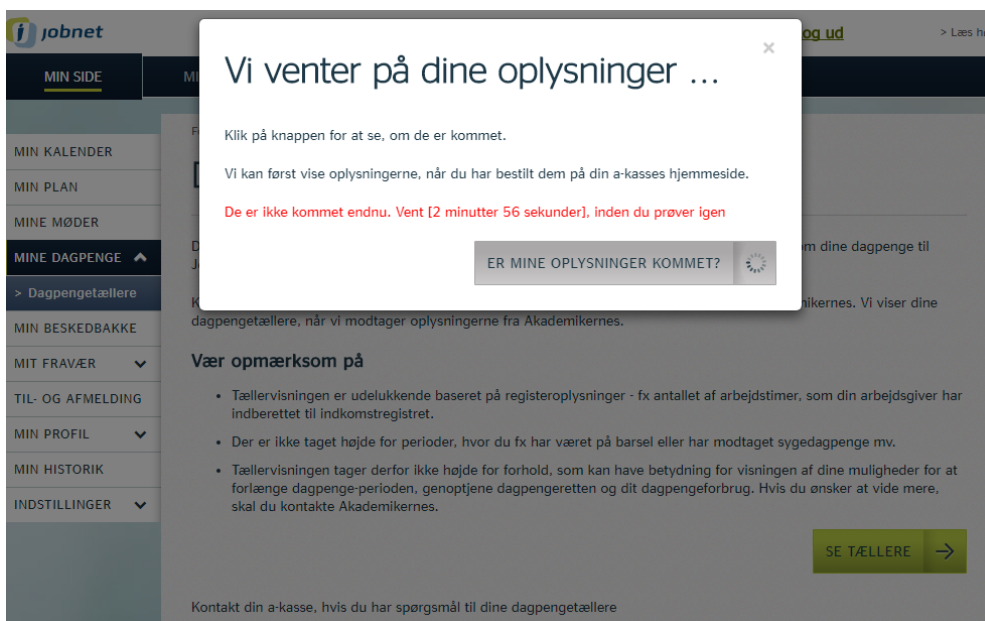 jobnet
og ud
> Læs
MIN SIDE
Vi venter på dine oplysninger ...
×
Klik på knappen for at se, om de er kommet.
Vi kan først vise oplysningerne, når du har bestilt dem på din a-kasses hjemmeside.
De er ikke kommet endnu. Vent [2 minutter 56 sekunder], inden du prøver igen
ER MINE OPLYSNINGER KOMMET?
MIN KALENDER
MIN PLAN
MINE MØDER
MINE DAGPENGE
> Dagpengetællere
MIN BESKEDBAKKE
MIT FRAVÆR
TIL- OG AFMELDING
MIN PROFIL
MIN HISTORIK
INDSTILLINGER
om dine dagpenge til
Vi viser dine
dagpengetællere, når vi modtager oplysningerne fra Akademikernes.
Vær opmærksom på
• Tællervisningen er udelukkende baseret på registeroplysninger - fx antallet af arbejdstimer, som din arbejdsgiver har
indberettet til indkomstregistret.
• Der er ikke taget højde for perioder, hvor du fx har været på barsel eller har modtaget sygedagpenge mv.
• Tællervisningen tager derfor ikke højde for forhold, som kan have betydning for visningen af dine muligheder for at
forlænge dagpenge-perioden, genoptjene dagpengeretten og dit dagpengeforbrug. Hvis du ønsker at vide mere,
skal du kontakte Akademikernes.
SE TÆLLERE
Kontakt din a-kasse, hvis du har spørgsmål til dine dagpengetællere